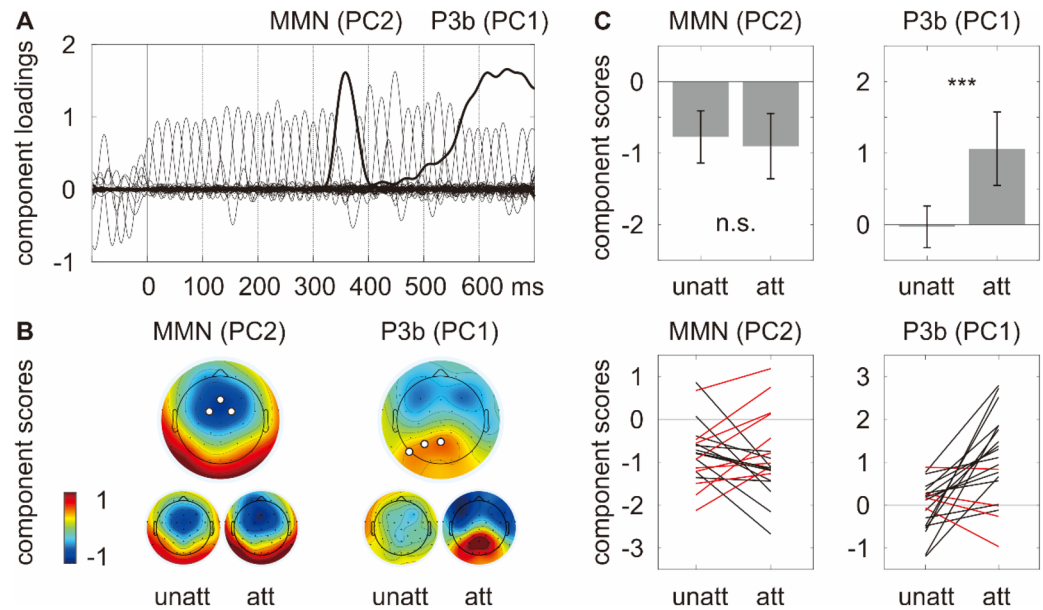 A
MMN (PC2) P3b (PC1)
component loadings
2
1
0
-1
0 100 200 300 400 500 600 ms
B
MMN (PC2) P3b (PC1)
component scores
1
-1
unatt att unatt att
C
MMN (PC2) P3b (PC1)
component scores
0
-1
-2
n.s.
unatt att
2
1
0
***
unatt att
MMN (PC2) P3b (PC1)
component scores
1
0
-1
-2
-3
unatt att
3
2
1
0
-1
unatt att